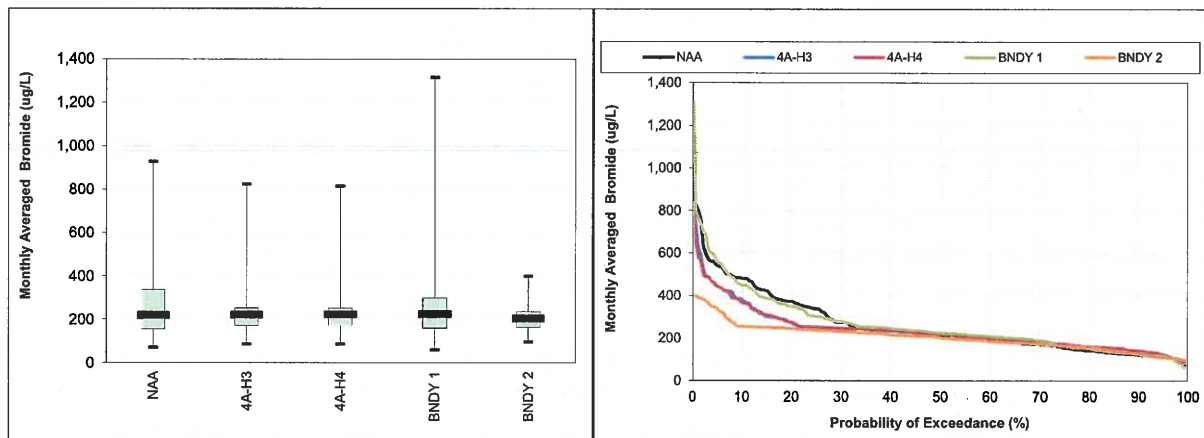 Monthly Averaged Bromide (ug/L)
1,400
1,200
1,000
800
600
400
200
0
NAA
4A-H3
4A-H4
BNDY 1
BNDY 2
NAA 4A-H3 4A-H4 BNDY 1 BNDY 2
Monthly Averaged Bromide (ug/L)
1,400
1,200
1,000
800
600
400
200
0
0 10 20 30 40 50 60 70 80 90 100
Probability of Exceedance (%)